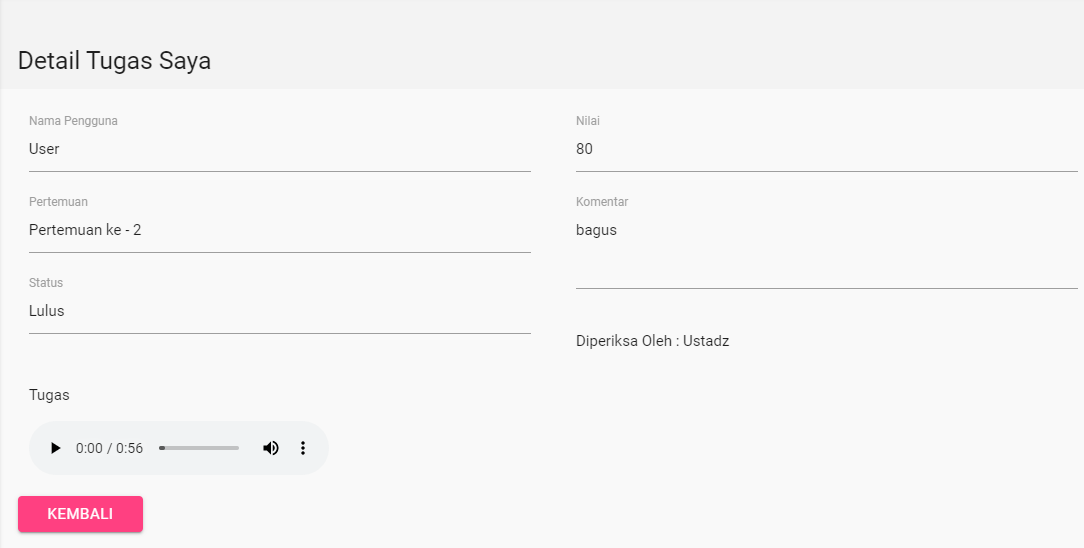 Detail Tugas Saya
Nama Pengguna
User
Pertemuan
Pertemuan ke - 2
Status
Lulus
Nilai
80
Komentar
bagus
Diperiksa Oleh : Ustadz
Tugas
0:00 / 0:56
KEMBALI